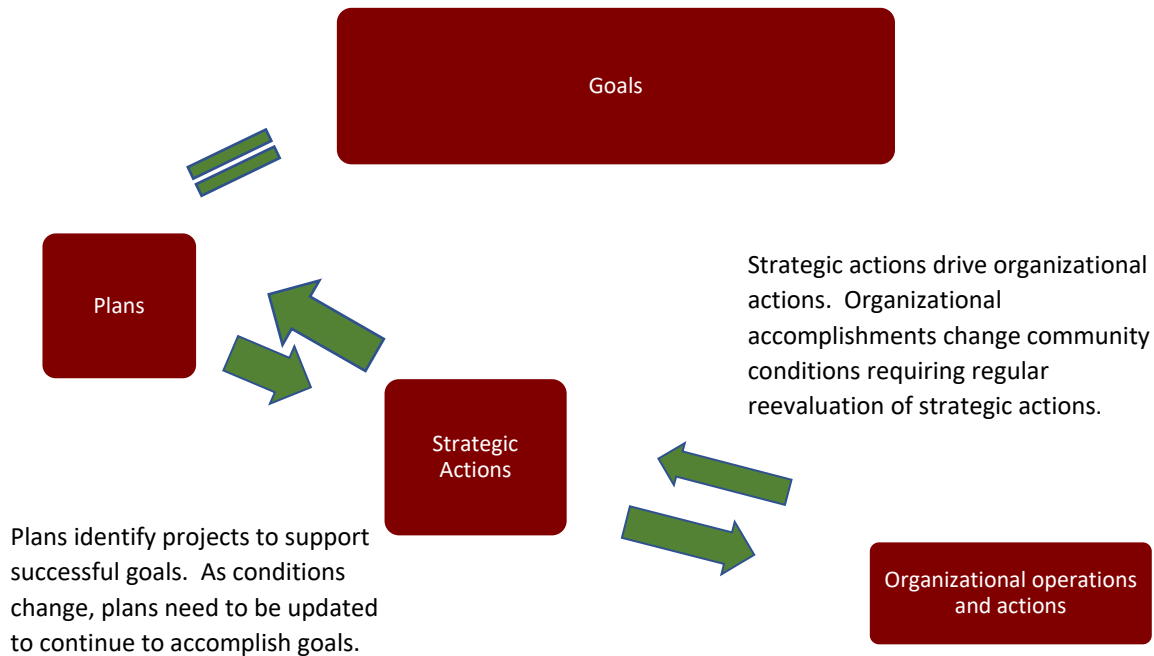 Goals
Plans
Strategic actions drive organizational
actions.  Organizational
accomplishments change community
conditions requiring regular
reevaluation of strategic actions.
Strategic
Actions
Plans identify projects to support
successful goals.  As conditions
change, plans need to be updated
to continue to accomplish goals.
Organizational operations
and actions